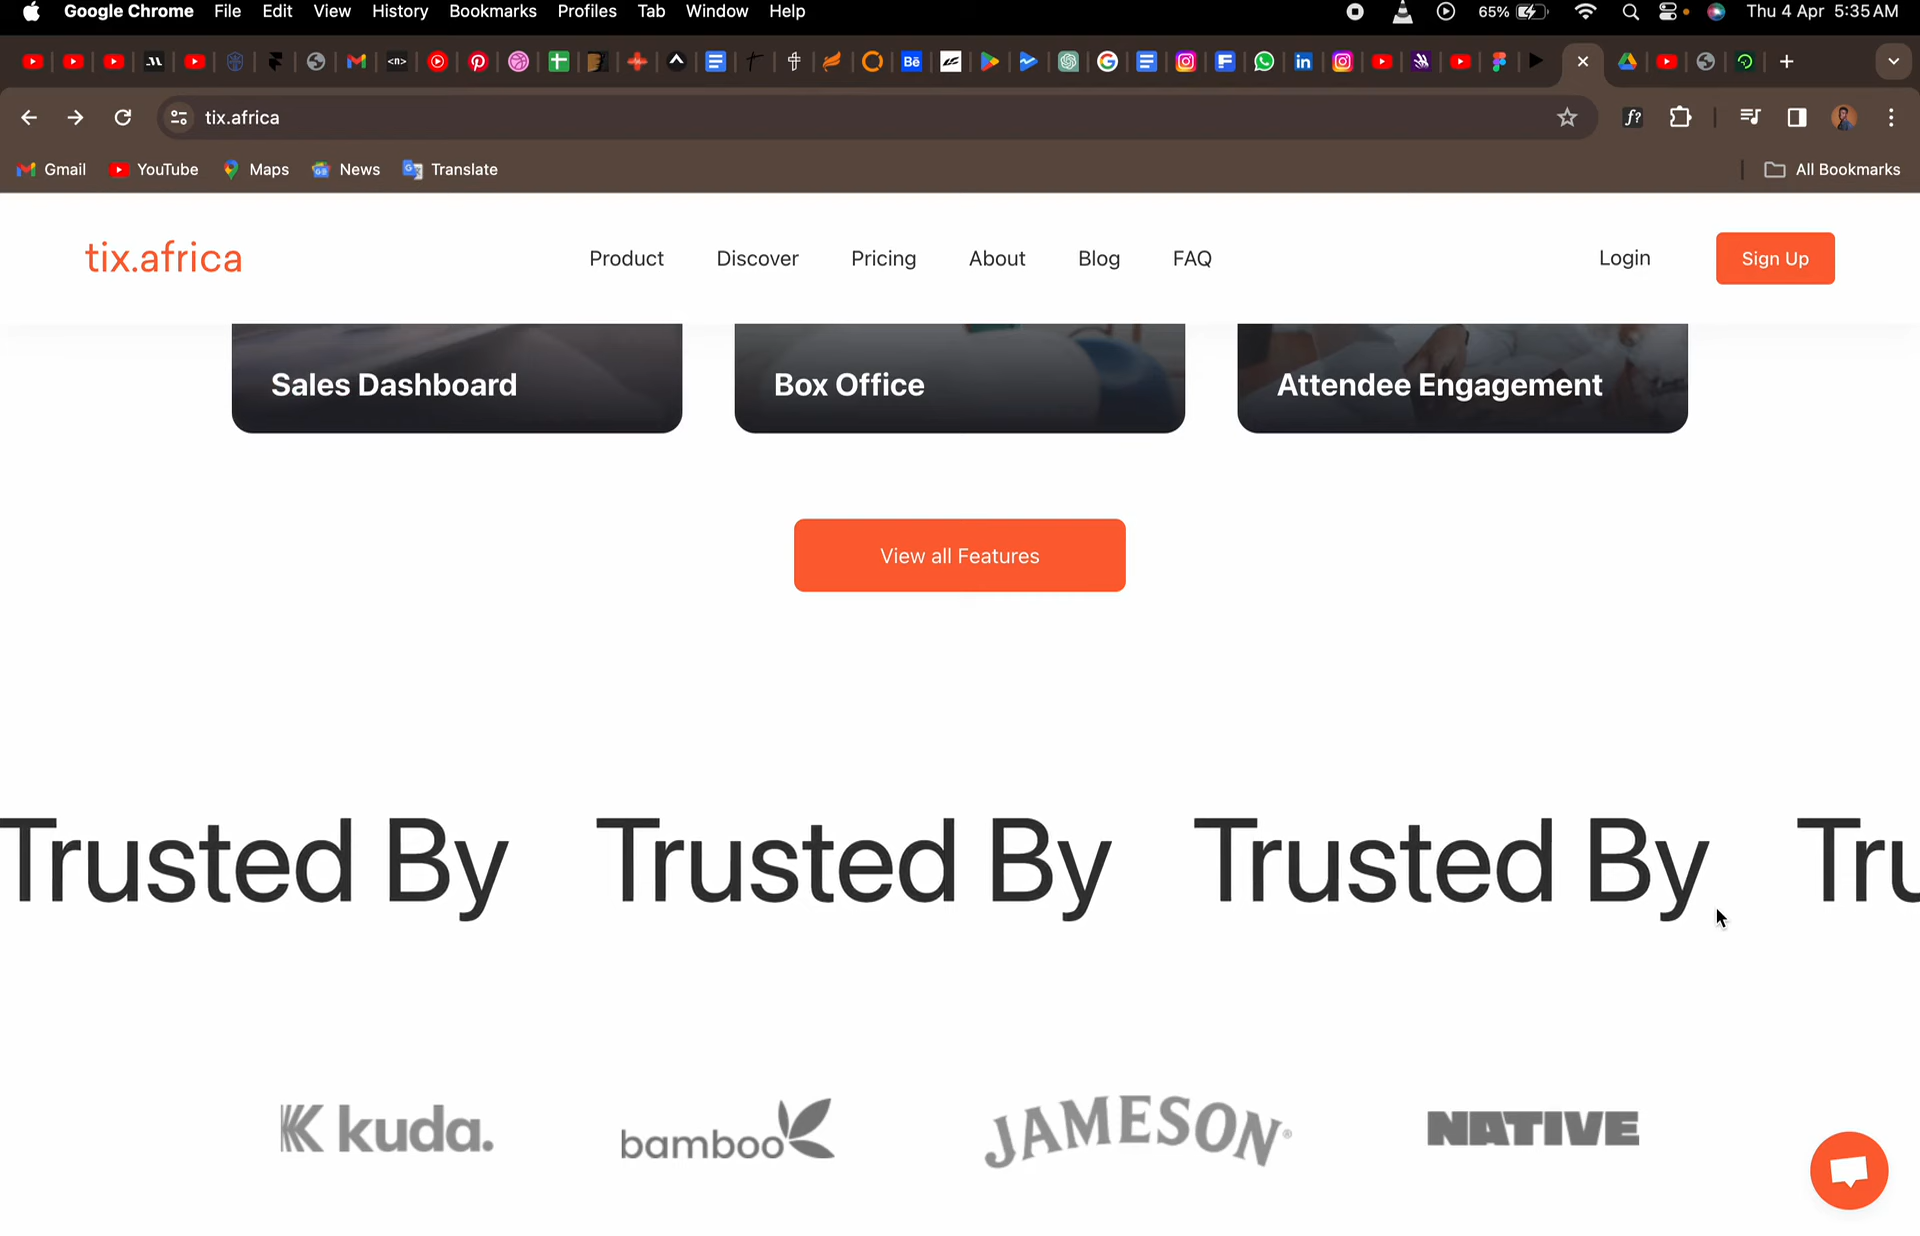 Google Chrome File Edit View History Bookmarks Profiles Tab Window Help 65% Thu 4 Apr 5:35 AM
tix.africa
Gmail YouTube Maps News Translate All Bookmarks
tix.africa Product Discover Pricing About Blog FAQ Login Sign Up
Sales Dashboard Box Office Attendee Engagement
View all Features
Trusted By Trusted By Trusted By Tru
kuda. bamboo JAMESON® NATIVE